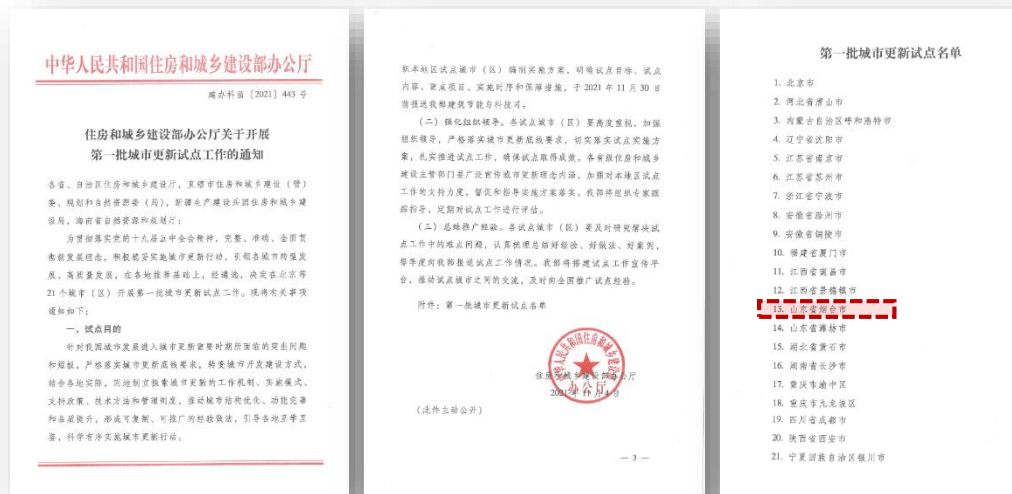 中华人民共和国住房和城乡建设部办公厅
建办科函〔2021〕443 号
住房和城乡建设部办公厅关于开展
第一批城市更新试点工作的通知
各省、自治区住房和城乡建设厅，直辖市住房和城乡建设（管）
委、规划和自然资源委（局），新疆生产建设兵团住房和城乡建
设局，海南省自然资源和规划厅：
为贯彻落实党的十九届五中全会精神，完整、准确、全面贯
彻新发展理念，积极稳妥实施城市更新行动，引领各城市转型发
展、高质量发展，在各地推荐基础上，经遴选，决定在北京等
21 个城市（区）开展第一批城市更新试点工作。现将有关事项
通知如下：
一、试点目的
针对我国城市发展进入城市更新重要时期所面临的突出问题
和短板，严格落实城市更新底线要求，转变城市开发建设方式，
结合各地实际，因地制宜探索城市更新的工作机制、实施模式、
支持政策、技术方法和管理制度，推动城市结构优化、功能完善
和品质提升，形成可复制、可推广的经验做法，引导各地互学互
鉴，科学有序实施城市更新行动。
织本地区试点城市（区）编制实施方案，明确试点目标、试点
内容、重点项目、实施时序和保障措施，于 2021 年 11 月 30 日
前报送我部建筑节能与科技司。
（二）强化组织领导。各试点城市（区）要高度重视，加强
组织领导，严格落实城市更新底线要求，切实落实试点实施方
案，扎实推进试点工作，确保试点取得成效。各省级住房和城乡
建设主管部门要广泛宣传城市更新理念内涵，加强对本地区试点
工作的支持力度，督促和指导实施方案落实。我部将组织专家跟
踪指导，定期对试点工作进行评估。
（三）总结推广经验。各试点城市（区）要及时研究解决试
点工作中的难点问题，认真梳理总结好经验、好做法、好案例，
每季度向我部报送试点工作情况。我部将搭建试点工作宣传平
台，推动试点城市之间的交流，及时向全国推广试点经验。
附件：第一批城市更新试点名单
住房和城乡建设部办公厅
2021 年 11 月 4 日
（此件主动公开）
— 3 —
第一批城市更新试点名单
1. 北京市
2. 河北省唐山市
3. 内蒙古自治区呼和浩特市
4. 辽宁省沈阳市
5. 江苏省南京市
6. 江苏省苏州市
7. 浙江省宁波市
8. 安徽省滁州市
9. 安徽省铜陵市
10. 福建省厦门市
11. 江西省南昌市
12. 江西省景德镇市
13. 山东省烟台市
14. 山东省潍坊市
15. 湖北省黄石市
16. 湖南省长沙市
17. 重庆市渝中区
18. 重庆市九龙坡区
19. 四川省成都市
20. 陕西省西安市
21. 宁夏回族自治区银川市